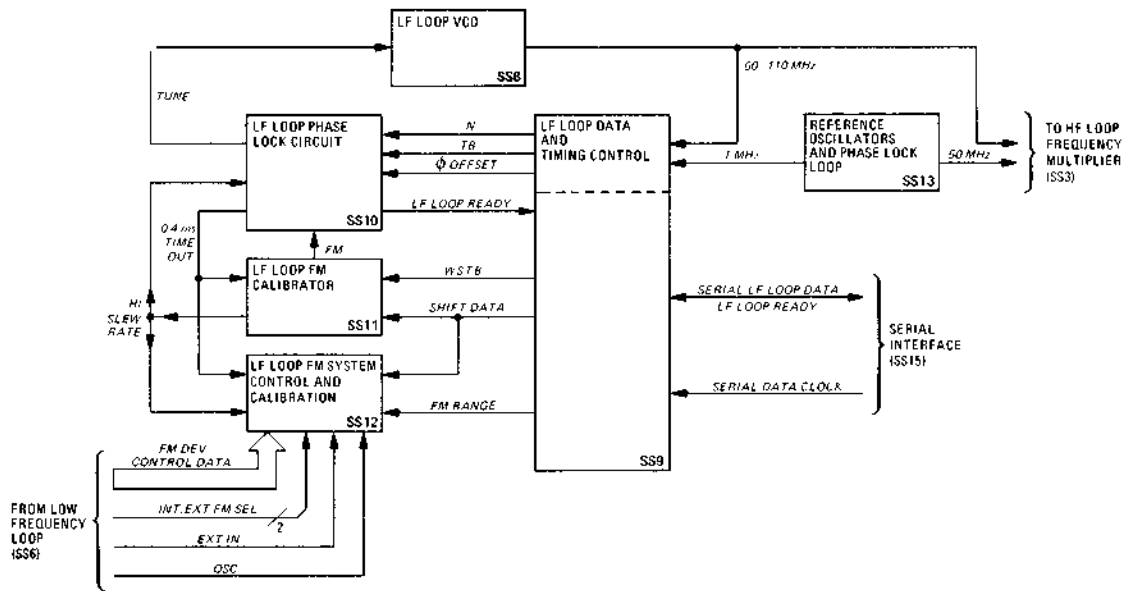 LF LOOP VCO
SS8
60 110 MHz
TUNE
LF LOOP PHASE
LOCK CIRCUIT
SS10
N
TB
ϕ OFFSET
LF LOOP READY
LF LOOP DATA
AND
TIMING CONTROL
SS9
1 MHz
REFERENCE
OSCILLATORS
AND PHASE LOCK
LOOP
SS13
50 MHz
TO HF LOOP
FREQUENCY
MULTIPLIER
(SS3)
0.4 ms
TIME
OUT
FM
LF LOOP FM
CALIBRATOR
SS11
WSTB
SHIFT DATA
HI
SLEW
RATE
LF LOOP FM SYSTEM
CONTROL AND
CALIBRATION
SS12
FM RANGE
SERIAL LF LOOP DATA
LF LOOP READY
SERIAL DATA CLOCK
SERIAL
INTERFACE
(SS15)
FM DEV
CONTROL DATA
INT.EXT FM SEL
2
EXT IN
OSC
FROM LOW
FREQUENCY
LOOP
(SS6)